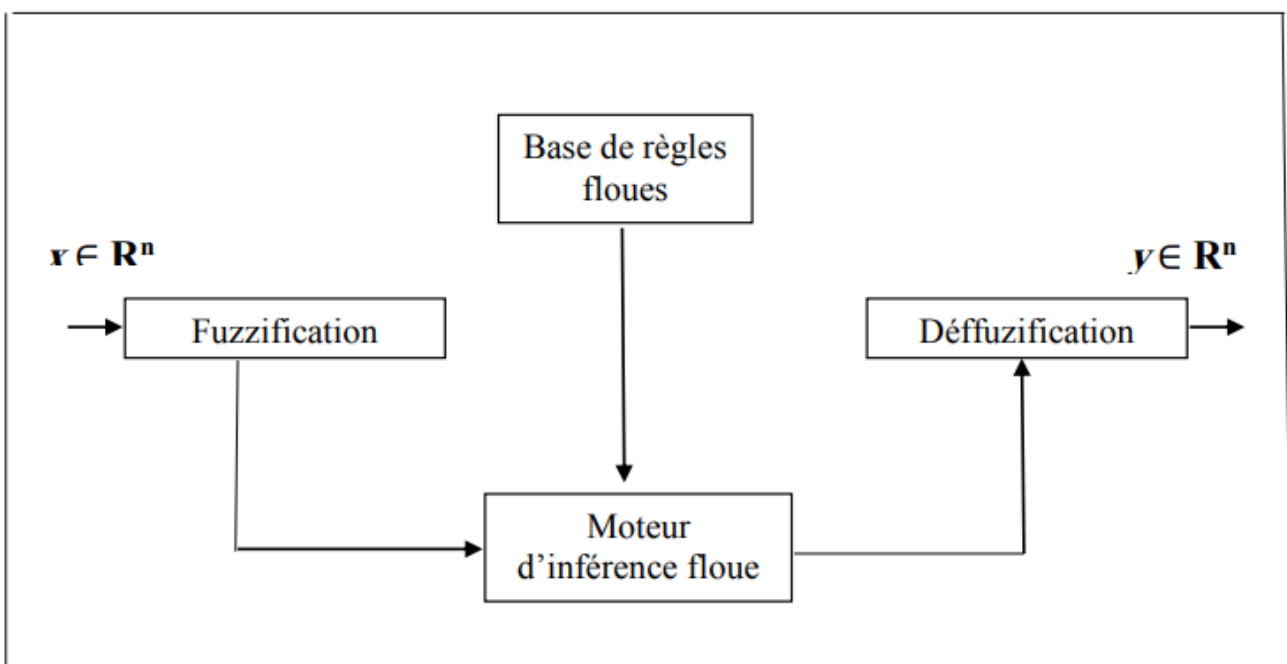 Base de règles
floues
x ∈ Rⁿ
y ∈ Rⁿ
Fuzzification
Déffuzification
Moteur
d’inférence floue